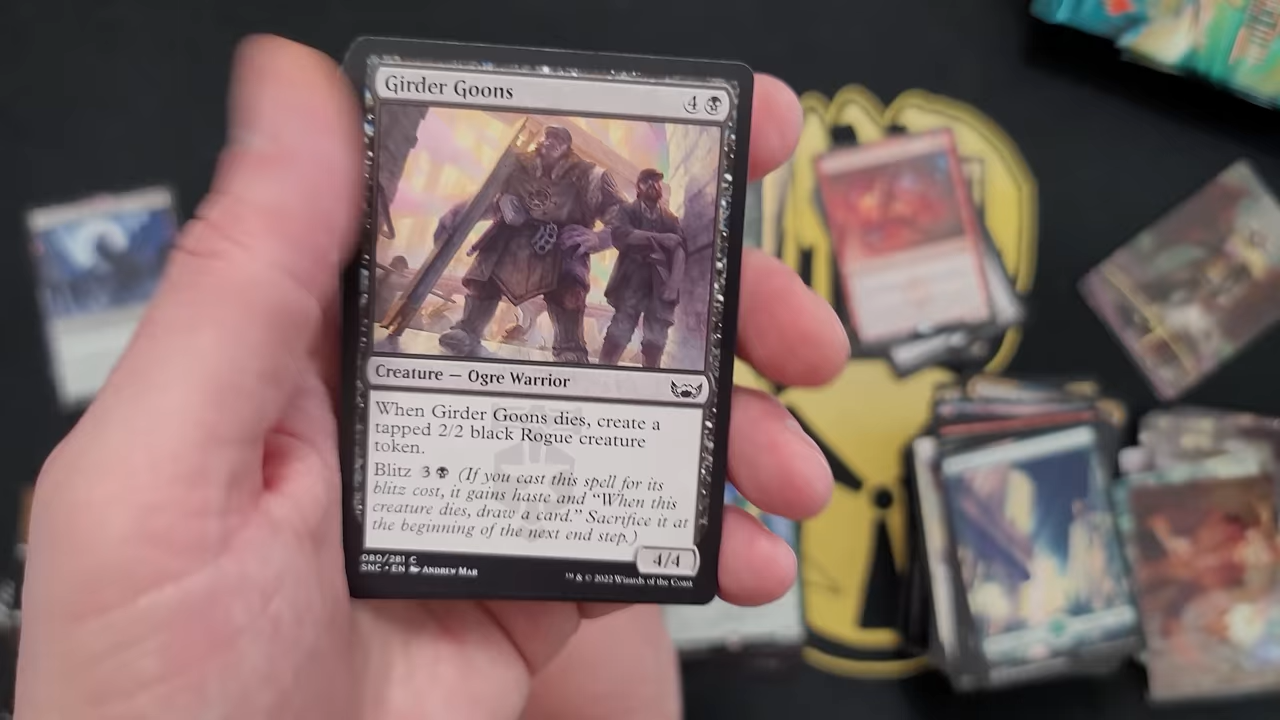 Girder Goons
4
Creature — Ogre Warrior
When Girder Goons dies, create a
tapped 2/2 black Rogue creature
token.
Blitz 3 (If you cast this spell for its
blitz cost, it gains haste and “When this
creature dies, draw a card.” Sacrifice it at
the beginning of the next end step.)
4/4
080/281 C
SNC • EN Andrew Mar
™ & © 2022 Wizards of the Coast